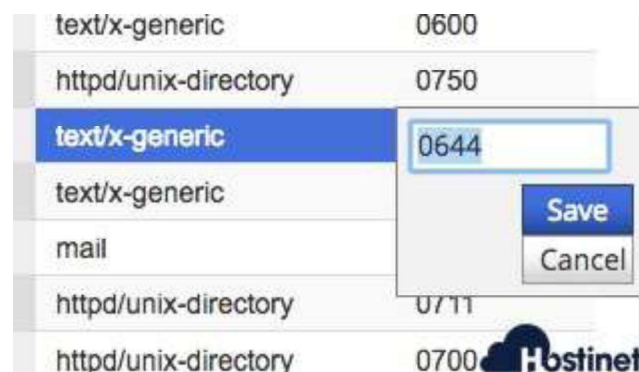 text/x-generic 0600
httpd/unix-directory 0750
text/x-generic 0644
text/x-generic
Save
mail
Cancel
httpd/unix-directory 0711
httpd/unix-directory 0700
Hostinet